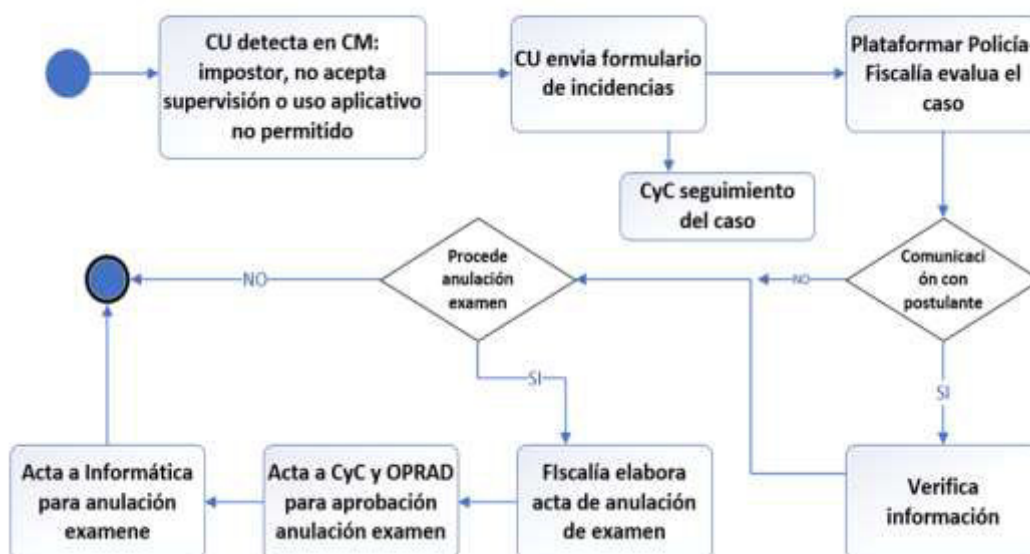 CU detecta en CM:
impostor, no acepta
supervisión o uso aplicativo
no permitido
CU envia formulario
de incidencias
Plataformar Policía
Fiscalía evalua el
caso
CyC seguimiento
del caso
Procede
anulación
examen
NO
Comunicaci
ón con
postulante
NO
SI
SI
Acta a Informática
para anulación
examene
Acta a CyC y OPRAD
para aprobación
anulación examen
FIscalía elabora
acta de anulación
de examen
Verifica
información